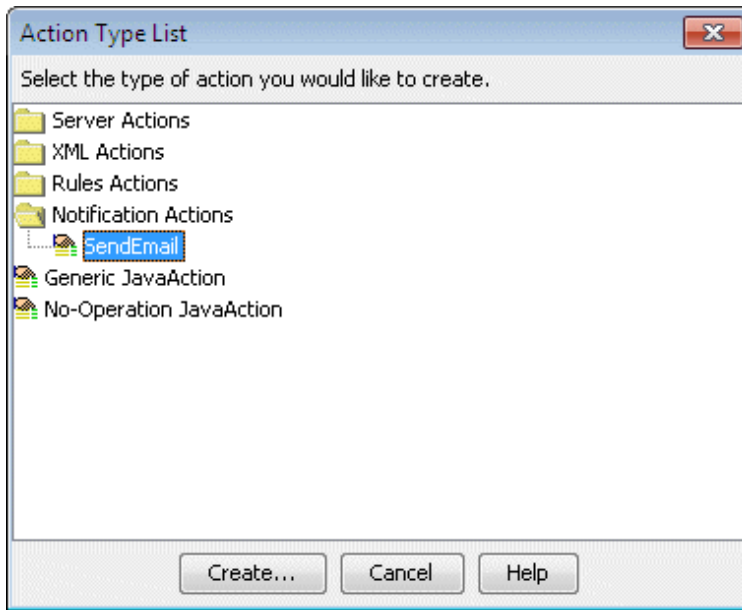 Action Type List
Select the type of action you would like to create.
Server Actions
XML Actions
Rules Actions
Notification Actions
SendEmail
Generic JavaAction
No-Operation JavaAction
Create... Cancel Help